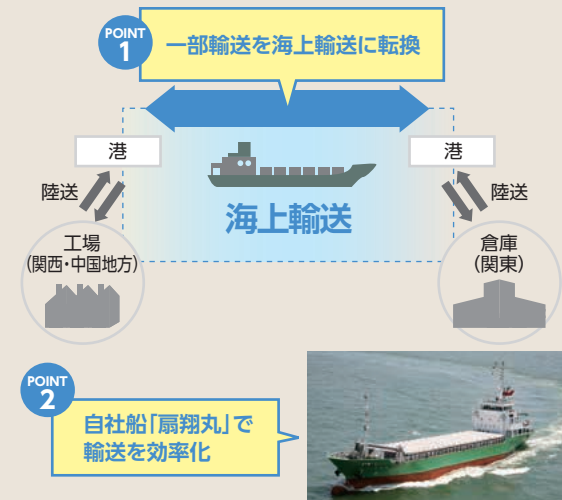 POINT
1
一部輸送を海上輸送に転換
港
港
陸送
陸送
海上輸送
工場
(関西・中国地方)
倉庫
(関東)
POINT
2
自社船「扇翔丸」で
輸送を効率化